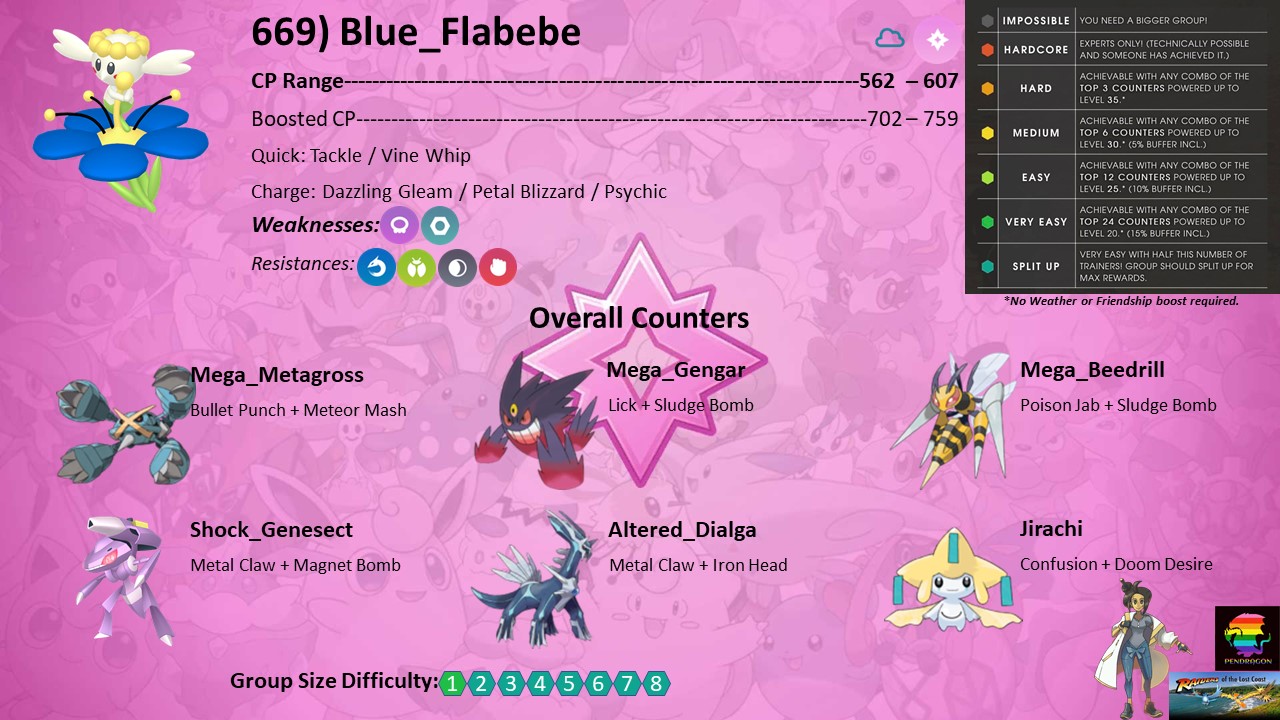 669) Blue_Flabebe
CP Range--------------------------------------------------------------------------562 – 607
Boosted CP-------------------------------------------------------------------------702 – 759
Quick: Tackle / Vine Whip
Charge: Dazzling Gleam / Petal Blizzard / Psychic
Weaknesses:
Resistances:
IMPOSSIBLE YOU NEED A BIGGER GROUP!
HARDCORE EXPERTS ONLY! (TECHNICALLY POSSIBLE
AND SOMEONE HAS ACHIEVED IT.)
HARD ACHIEVABLE WITH ANY COMBO OF THE
TOP 3 COUNTERS POWERED UP TO
LEVEL 35.*
MEDIUM ACHIEVABLE WITH ANY COMBO OF THE
TOP 6 COUNTERS POWERED UP TO
LEVEL 30.* (5% BUFFER INCL.)
EASY ACHIEVABLE WITH ANY COMBO OF THE
TOP 12 COUNTERS POWERED UP TO
LEVEL 25.* (10% BUFFER INCL.)
VERY EASY ACHIEVABLE WITH ANY COMBO OF THE
TOP 24 COUNTERS POWERED UP TO
LEVEL 20.* (15% BUFFER INCL.)
SPLIT UP VERY EASY WITH HALF THIS NUMBER OF
TRAINERS! GROUP SHOULD SPLIT UP FOR
MAX REWARDS.
*No Weather or Friendship boost required.
Overall Counters
Mega_Metagross
Bullet Punch + Meteor Mash
Mega_Gengar
Lick + Sludge Bomb
Mega_Beedrill
Poison Jab + Sludge Bomb
Shock_Genesect
Metal Claw + Magnet Bomb
Altered_Dialga
Metal Claw + Iron Head
Jirachi
Confusion + Doom Desire
Group Size Difficulty: 1 2 3 4 5 6 7 8
PENDRAGON
RAIDERS of the Lost Coast